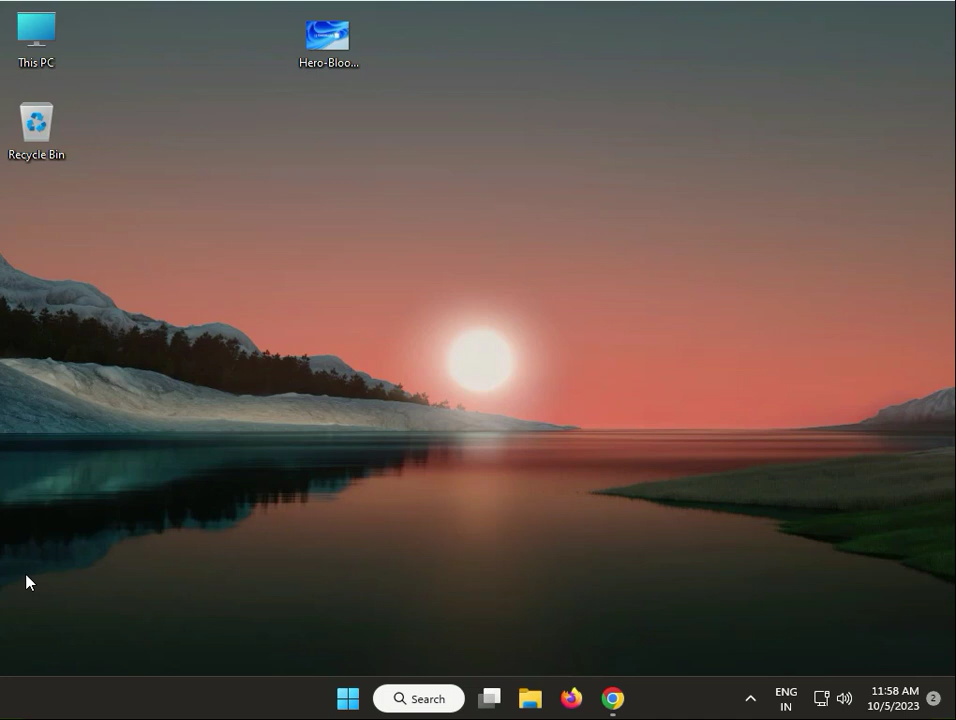 This PC
Hero-Bloo...
Recycle Bin
Search
ENG
IN
11:58 AM
10/5/2023
2